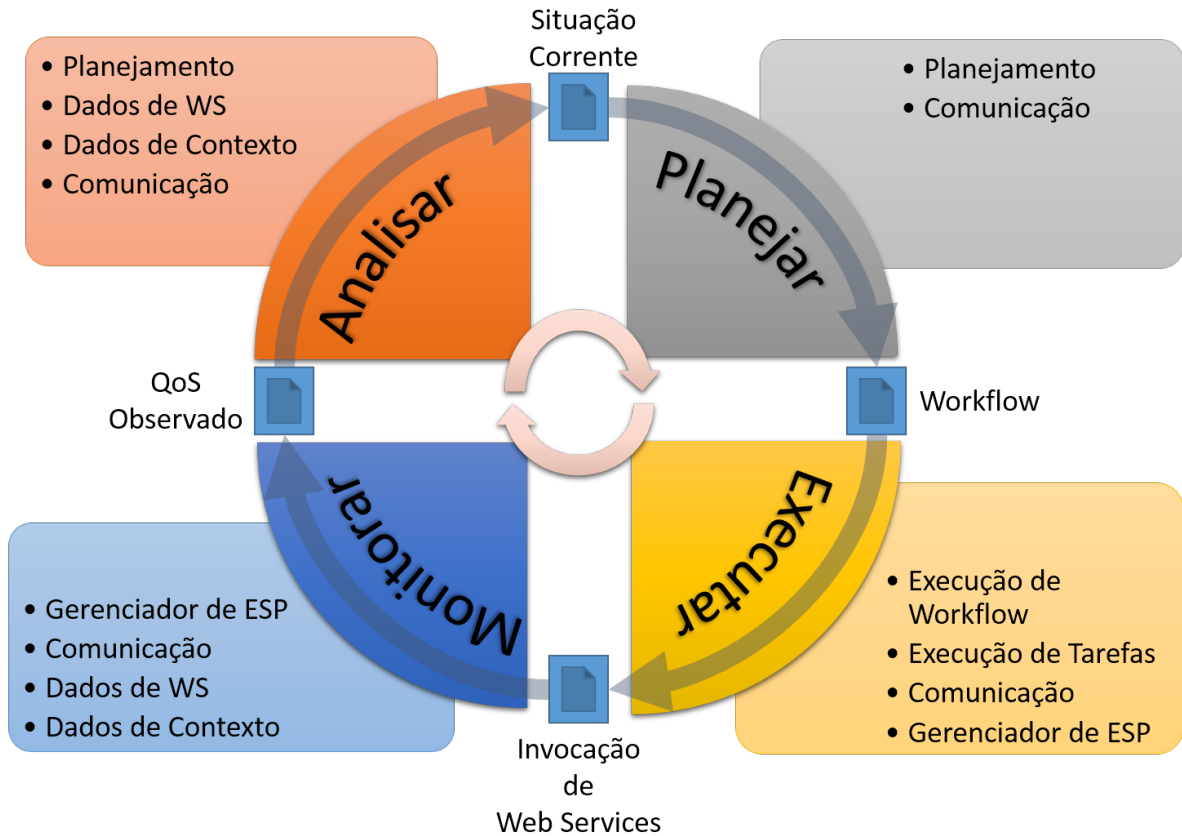 Situação
Corrente
• Planejamento
• Dados de WS
• Dados de Contexto
• Comunicação
• Planejamento
• Comunicação
Analisar
Planejar
QoS
Observado
Workflow
Monitorar
Executar
• Gerenciador de ESP
• Comunicação
• Dados de WS
• Dados de Contexto
• Execução de
Workflow
• Execução de Tarefas
• Comunicação
• Gerenciador de ESP
Invocação
de
Web Services